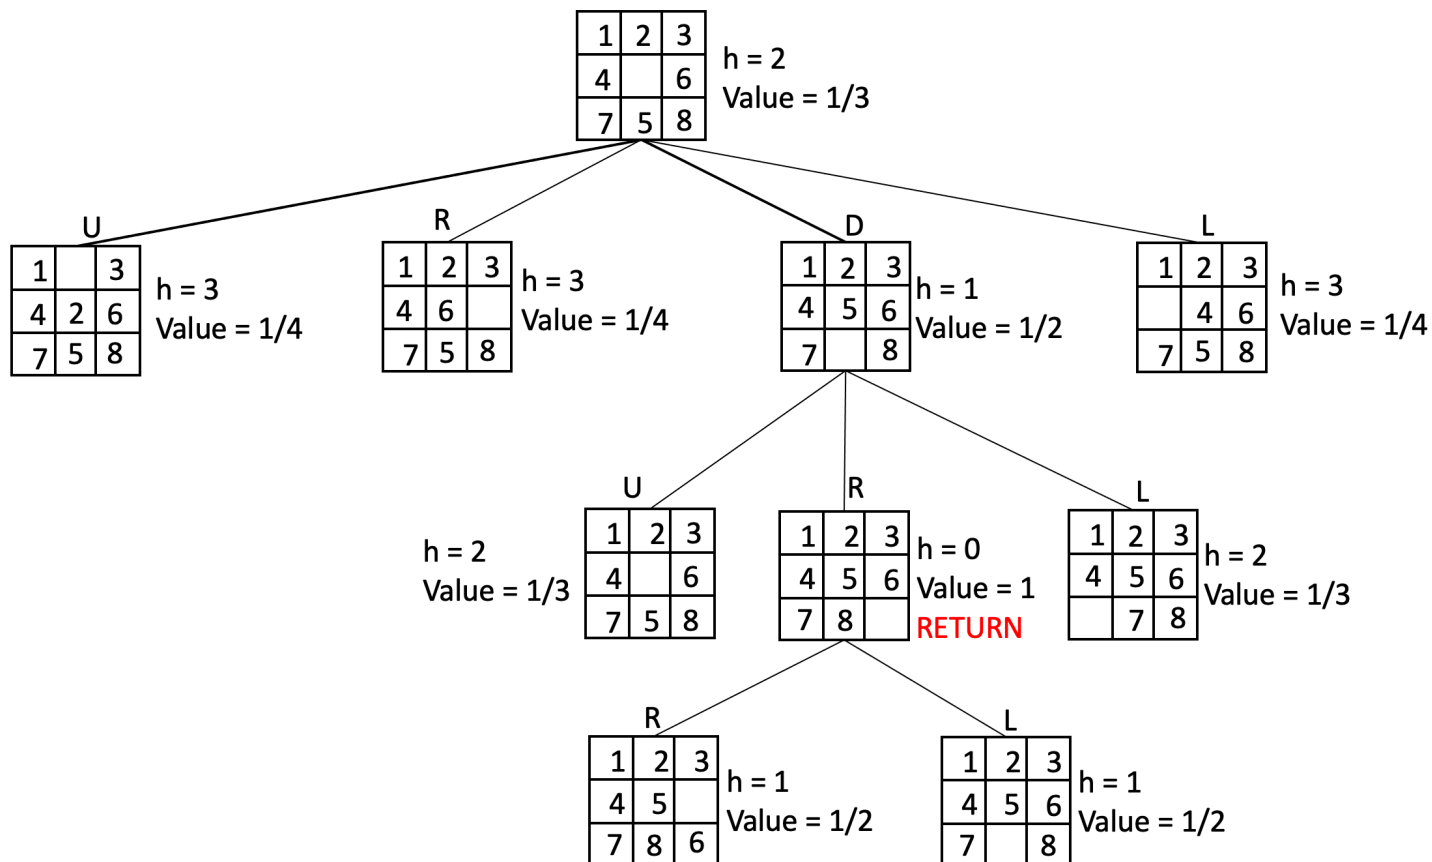 1 2 3
4 6
7 5 8
h = 2
Value = 1/3
U
1 3
4 2 6
7 5 8
h = 3
Value = 1/4
R
1 2 3
4 6
7 5 8
h = 3
Value = 1/4
D
1 2 3
4 5 6
7 8
h = 1
Value = 1/2
L
1 2 3
4 6
7 5 8
h = 3
Value = 1/4
U
1 2 3
4 6
7 5 8
h = 2
Value = 1/3
R
1 2 3
4 5 6
7 8
h = 0
Value = 1
RETURN
L
1 2 3
4 5 6
7 8
h = 2
Value = 1/3
R
1 2 3
4 5
7 8 6
h = 1
Value = 1/2
L
1 2 3
4 5 6
7 8
h = 1
Value = 1/2